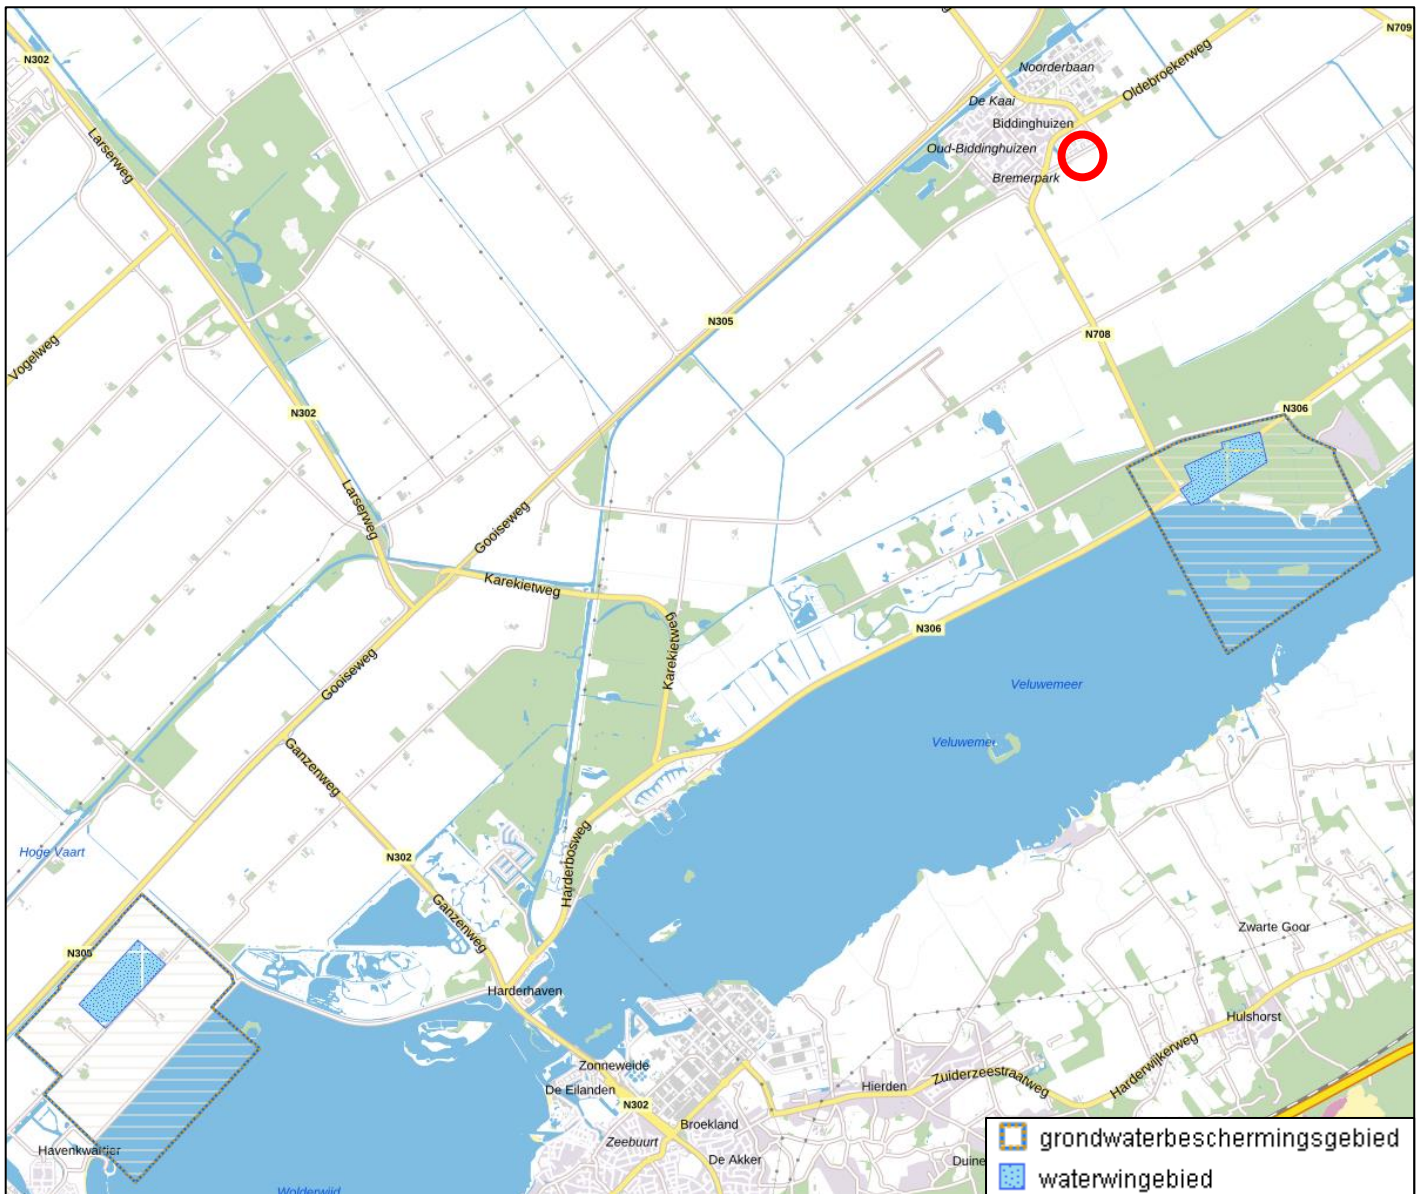 N302
N709
Noorderbaan
Oldebroekerweg
De Kaai
Biddinghuizen
Larserweg
Oud-Biddinghuizen
Bremerpark
N305
N708
Vogelweg
N302
N306
Larserweg
Gooiseweg
Karekietweg
Karekietweg
N306
Gooiseweg
Veluwemeer
Ganzenweg
Hoge Vaart
N302
Harderbosweg
Ganzenweg
Zwarte Goor
N305
Harderhaven
Hulshorst
Zonneweide
De Eilanden
Hierden
Zuiderzeestraatweg
Harderwijkerweg
N302
Broekland
Zeebuurt
De Akker
Havenkwartier
Wolderwijd
grondwaterbeschermingsgebied
waterwingebied